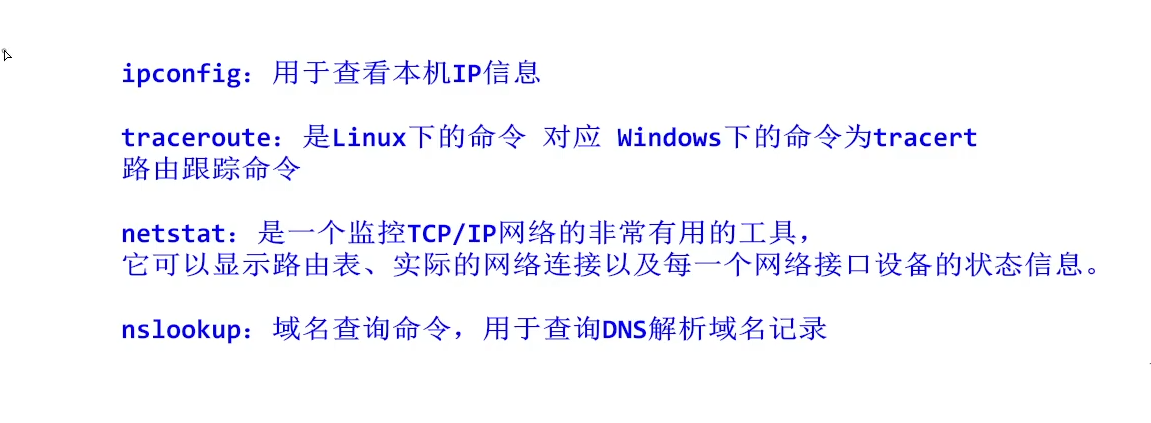 ipconfig：用于查看本机IP信息
traceroute：是Linux下的命令 对应 Windows下的命令为tracert
路由跟踪命令
netstat：是一个监控TCP/IP网络的非常有用的工具，
它可以显示路由表、实际的网络连接以及每一个网络接口设备的状态信息。
nslookup：域名查询命令，用于查询DNS解析域名记录